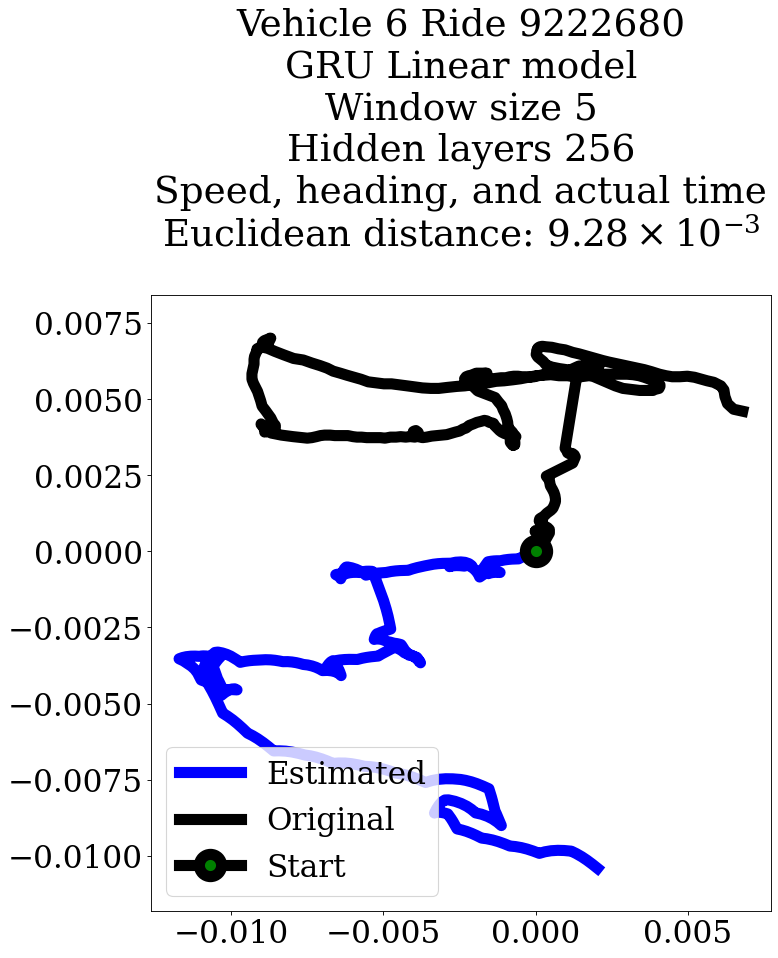 Vehicle 6 Ride 9222680
GRU Linear model
Window size 5
Hidden layers 256
Speed, heading, and actual time
Euclidean distance: 9.28 × 10⁻³
0.0075
0.0050
0.0025
0.0000
−0.0025
−0.0050
−0.0075
−0.0100
Estimated
Original
Start
−0.010 −0.005 0.000 0.005